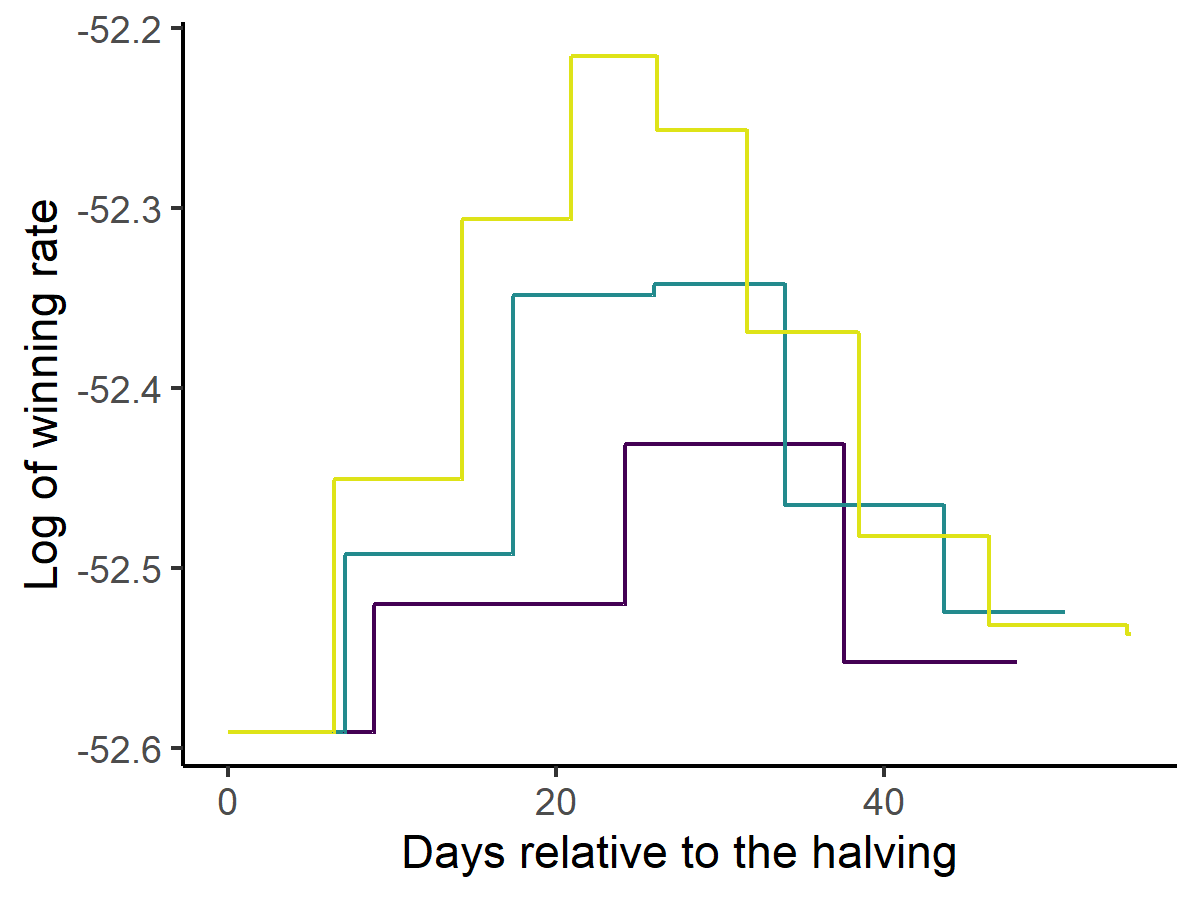 -52.2
-52.3
-52.4
-52.5
-52.6
Log of winning rate
0 20 40
Days relative to the halving